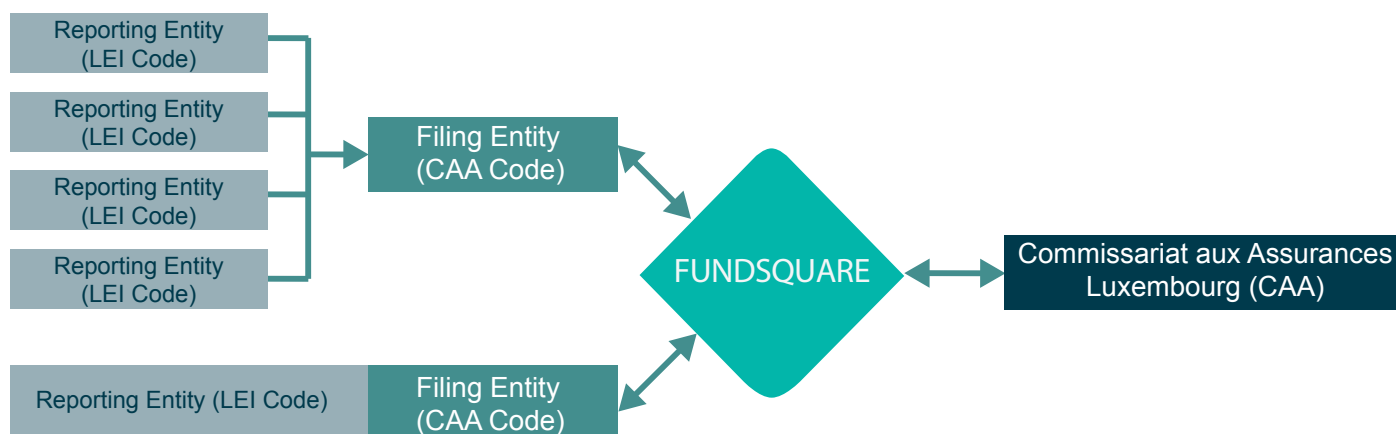 Reporting Entity
(LEI Code)
Reporting Entity
(LEI Code)
Reporting Entity
(LEI Code)
Reporting Entity
(LEI Code)
Filing Entity
(CAA Code)
FUNDSQUARE
Commissariat aux Assurances
Luxembourg (CAA)
Reporting Entity (LEI Code)
Filing Entity
(CAA Code)